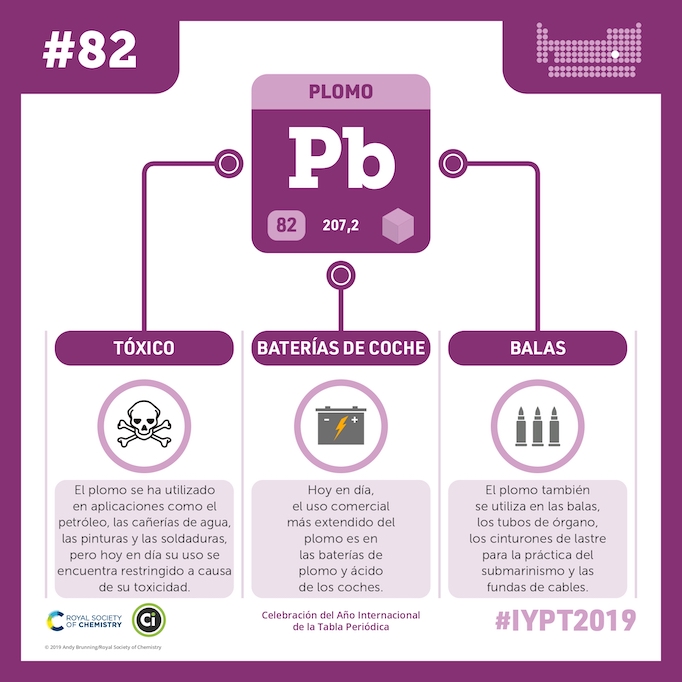 #82
PLOMO
Pb
82
207,2
TÓXICO
El plomo se ha utilizado
en aplicaciones como el
petróleo, las cañerías de agua,
las pinturas y las soldaduras,
pero hoy en día su uso se
encuentra restringido a causa
de su toxicidad.
BATERÍAS DE COCHE
- +
Hoy en día,
el uso comercial
más extendido del
plomo es en
las baterías de
plomo y ácido
de los coches.
BALAS
El plomo también
se utiliza en las balas,
los tubos de órgano,
los cinturones de lastre
para la práctica del
submarinismo y las
fundas de cables.
ROYAL SOCIETY
OF CHEMISTRY
Ci
Celebración del Año Internacional
de la Tabla Periódica
#IYPT2019
© 2019 Andy Brunning/Royal Society of Chemistry